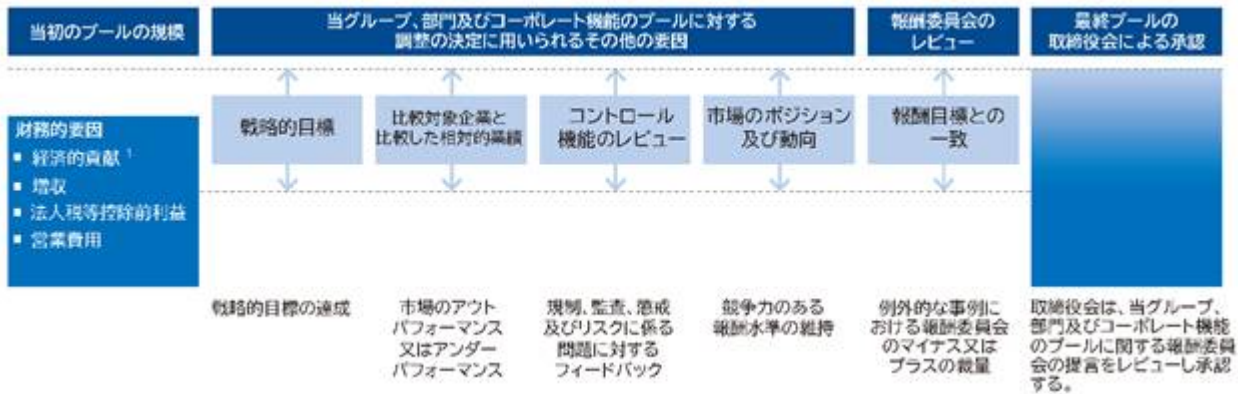 当初のプールの規模
当グループ、部門及びコーポレート機能のプールに対する
調整の決定に用いられるその他の要因
報酬委員会の
レビュー
最終プールの
取締役会による承認
財務的要因
■ 経済的貢献 1
■ 増収
■ 法人税等控除前利益
■ 営業費用
戦略的目標
比較対象企業と
比較した相対的業績
コントロール
機能のレビュー
市場のポジション
及び動向
報酬目標との
一致
戦略的目標の達成
市場のアウト
パフォーマンス
又はアンダー
パフォーマンス
規制、監査、懲戒
及びリスクに係る
問題に対する
フィードバック
競争力のある
報酬水準の維持
例外的な事例に
おける報酬委員会
のマイナス又は
プラスの裁量
取締役会は、当グループ、
部門及びコーポレート機能
のプールに関する報酬委員
会の提言をレビューし承認
する。